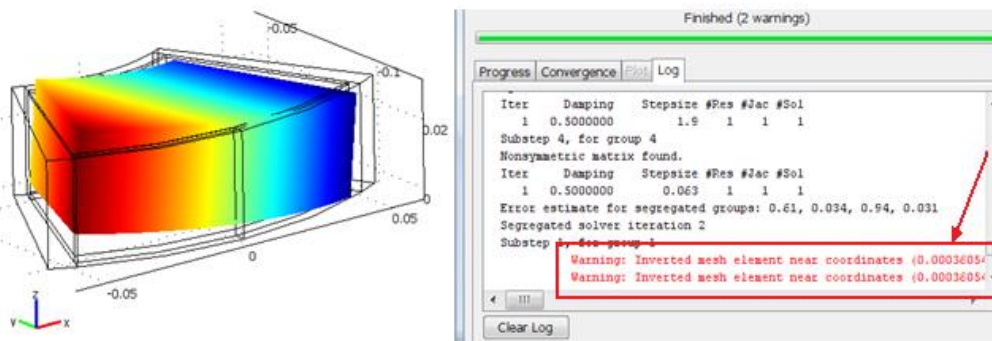 -0.05
-0.1
0.02
0
0.05
0
-0.05
z
y
x
Finished (2 warnings)
Progress Convergence Plot Log
Iter Damping Stepsize #Res #Jac #Sol
1 0.5000000 1.9 1 1 1
Substep 4, for group 4
Nonsymmetric matrix found.
Iter Damping Stepsize #Res #Jac #Sol
1 0.5000000 0.063 1 1 1
Error estimate for segregated groups: 0.61, 0.034, 0.94, 0.031
Segregated solver iteration 2
Substep 1, for group 1
Warning: Inverted mesh element near coordinates (0.00036054
Warning: Inverted mesh element near coordinates (0.00036054
Clear Log